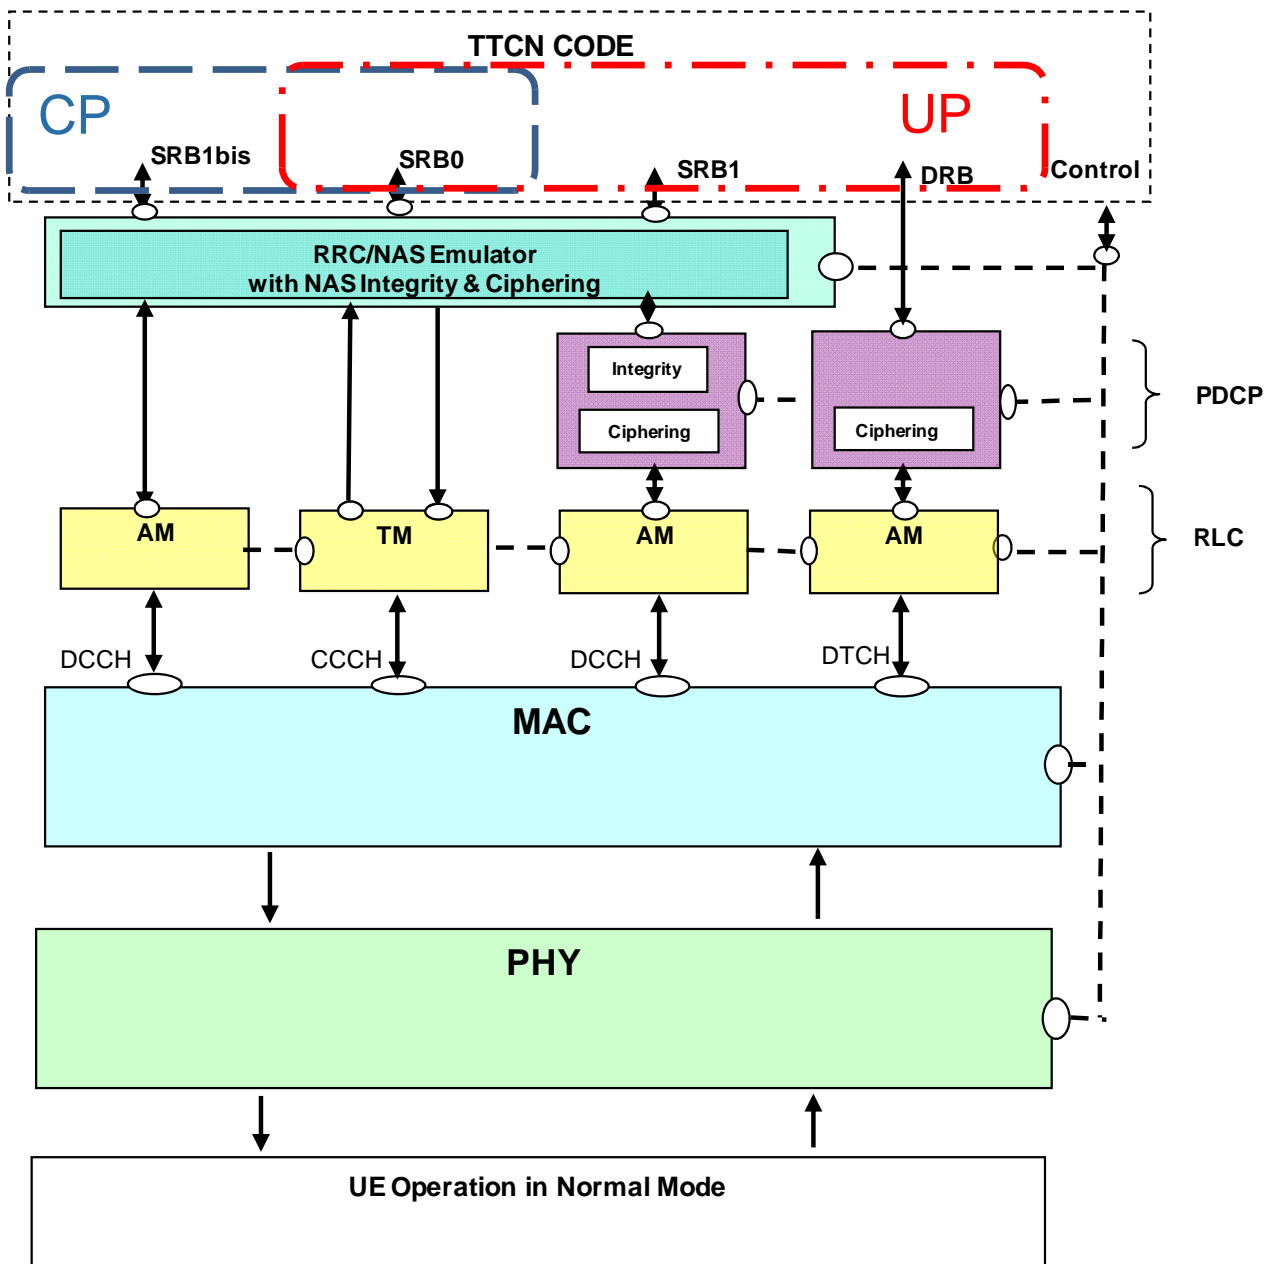 TTCN CODE
CP
UP
SRB1bis
SRB0
SRB1
DRB
Control
RRC/NAS Emulator
with NAS Integrity & Ciphering
Integrity
Ciphering
Ciphering
PDCP
AM
TM
AM
AM
RLC
DCCH
CCCH
DCCH
DTCH
MAC
PHY
UE Operation in Normal Mode